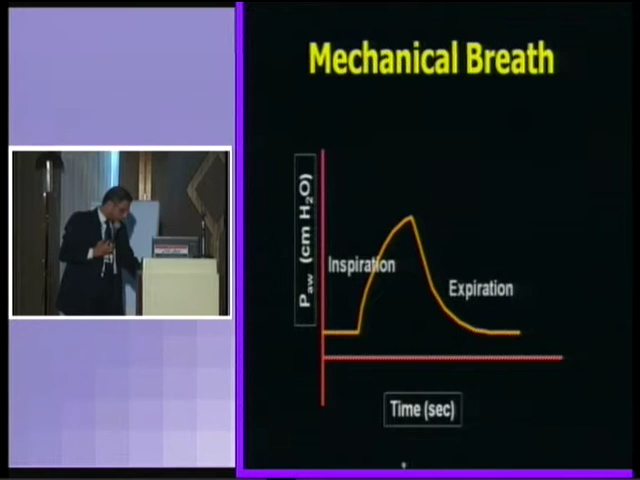 Mechanical Breath
Paw (cm H2O)
Inspiration
Expiration
Time (sec)